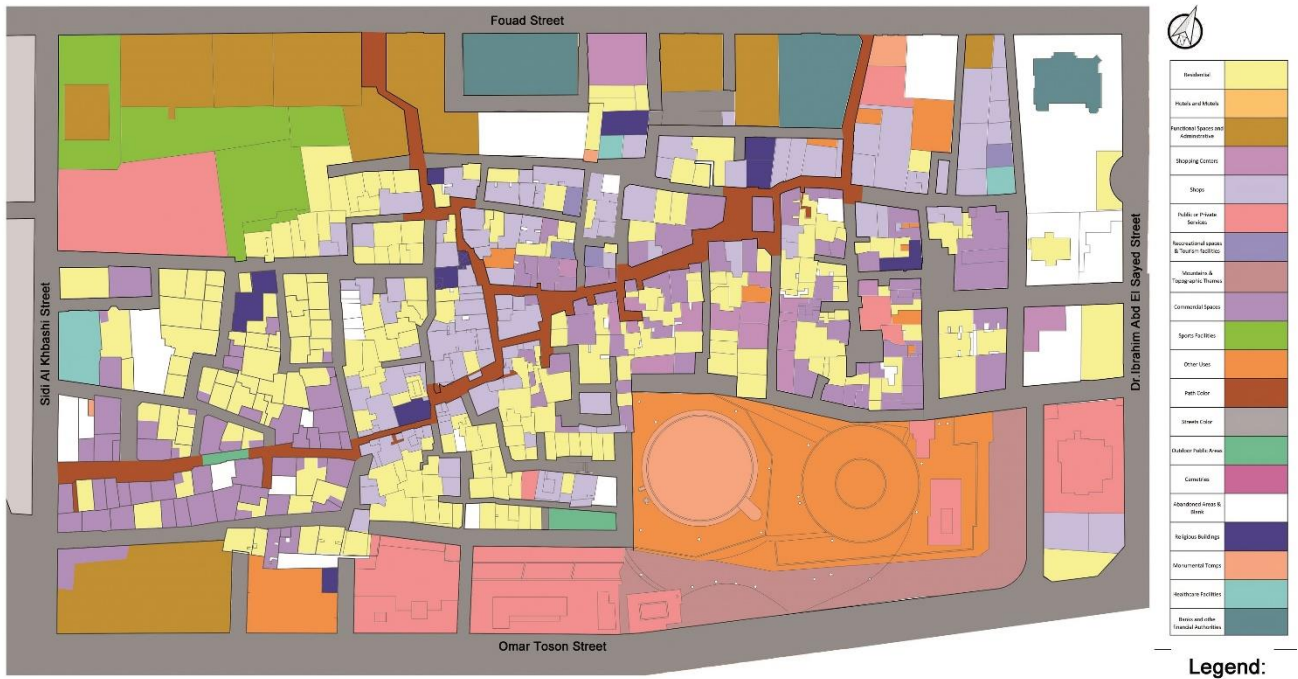 Fouad Street
Sidi Al Khbashi Street
Dr.Ibrahim Abd El Sayed Street
Omar Toson Street
Residential
Hotels and Motels
Functional Spaces and
Administrative
Shopping Centers
Shops
Public or Private
Services
Recreational spaces
& Tourism facilities
Mountains &
Topographic Themes
Commercial Spaces
Sports Facilities
Other Uses
Path Color
Streets Color
Outdoor Public Areas
Abandoned Areas &
Blank
Religious Buildings
Monumental
Healthcare Facilities
Banks and other
Financial Authorities
Legend: